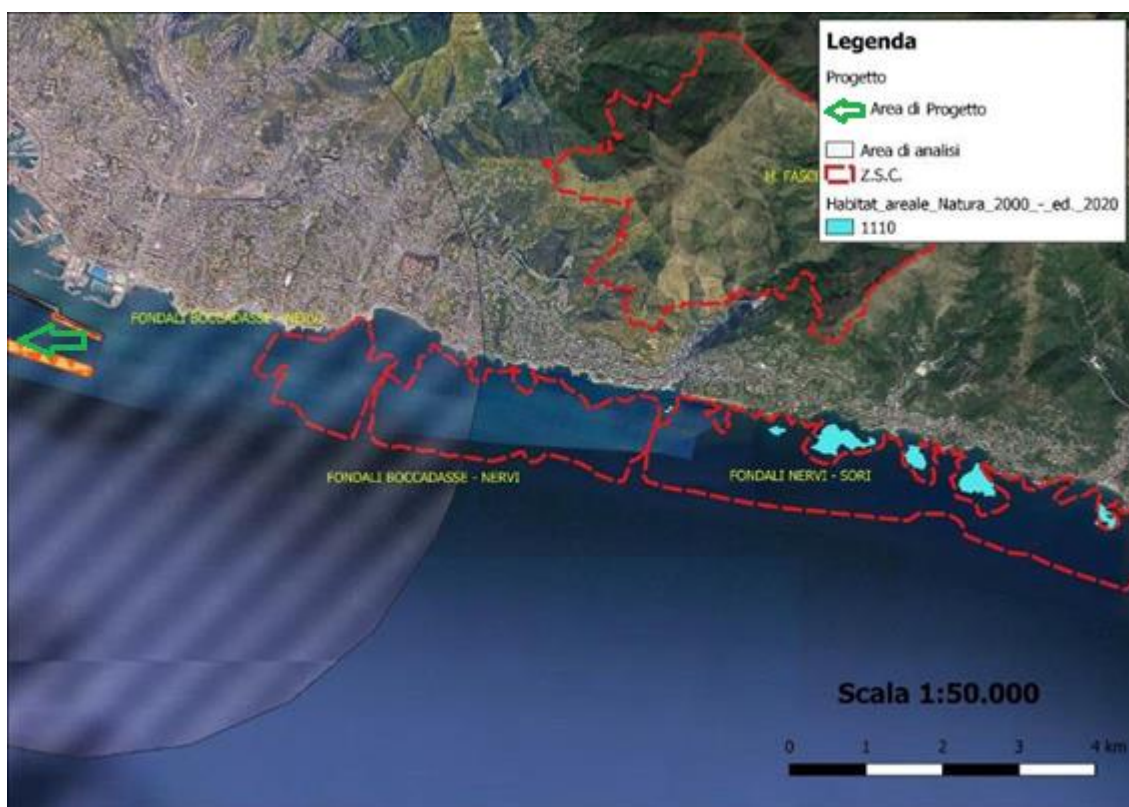 Legenda
Progetto
Area di Progetto
Area di analisi
Z.S.C.
Habitat_areale_Natura_2000_-_ed._2020
1110
FONDALI BOCCADASSE - NERVI
FONDALI BOCCADASSE - NERVI
FONDALI NERVI - SORI
Scala 1:50.000
0 1 2 3 4 km